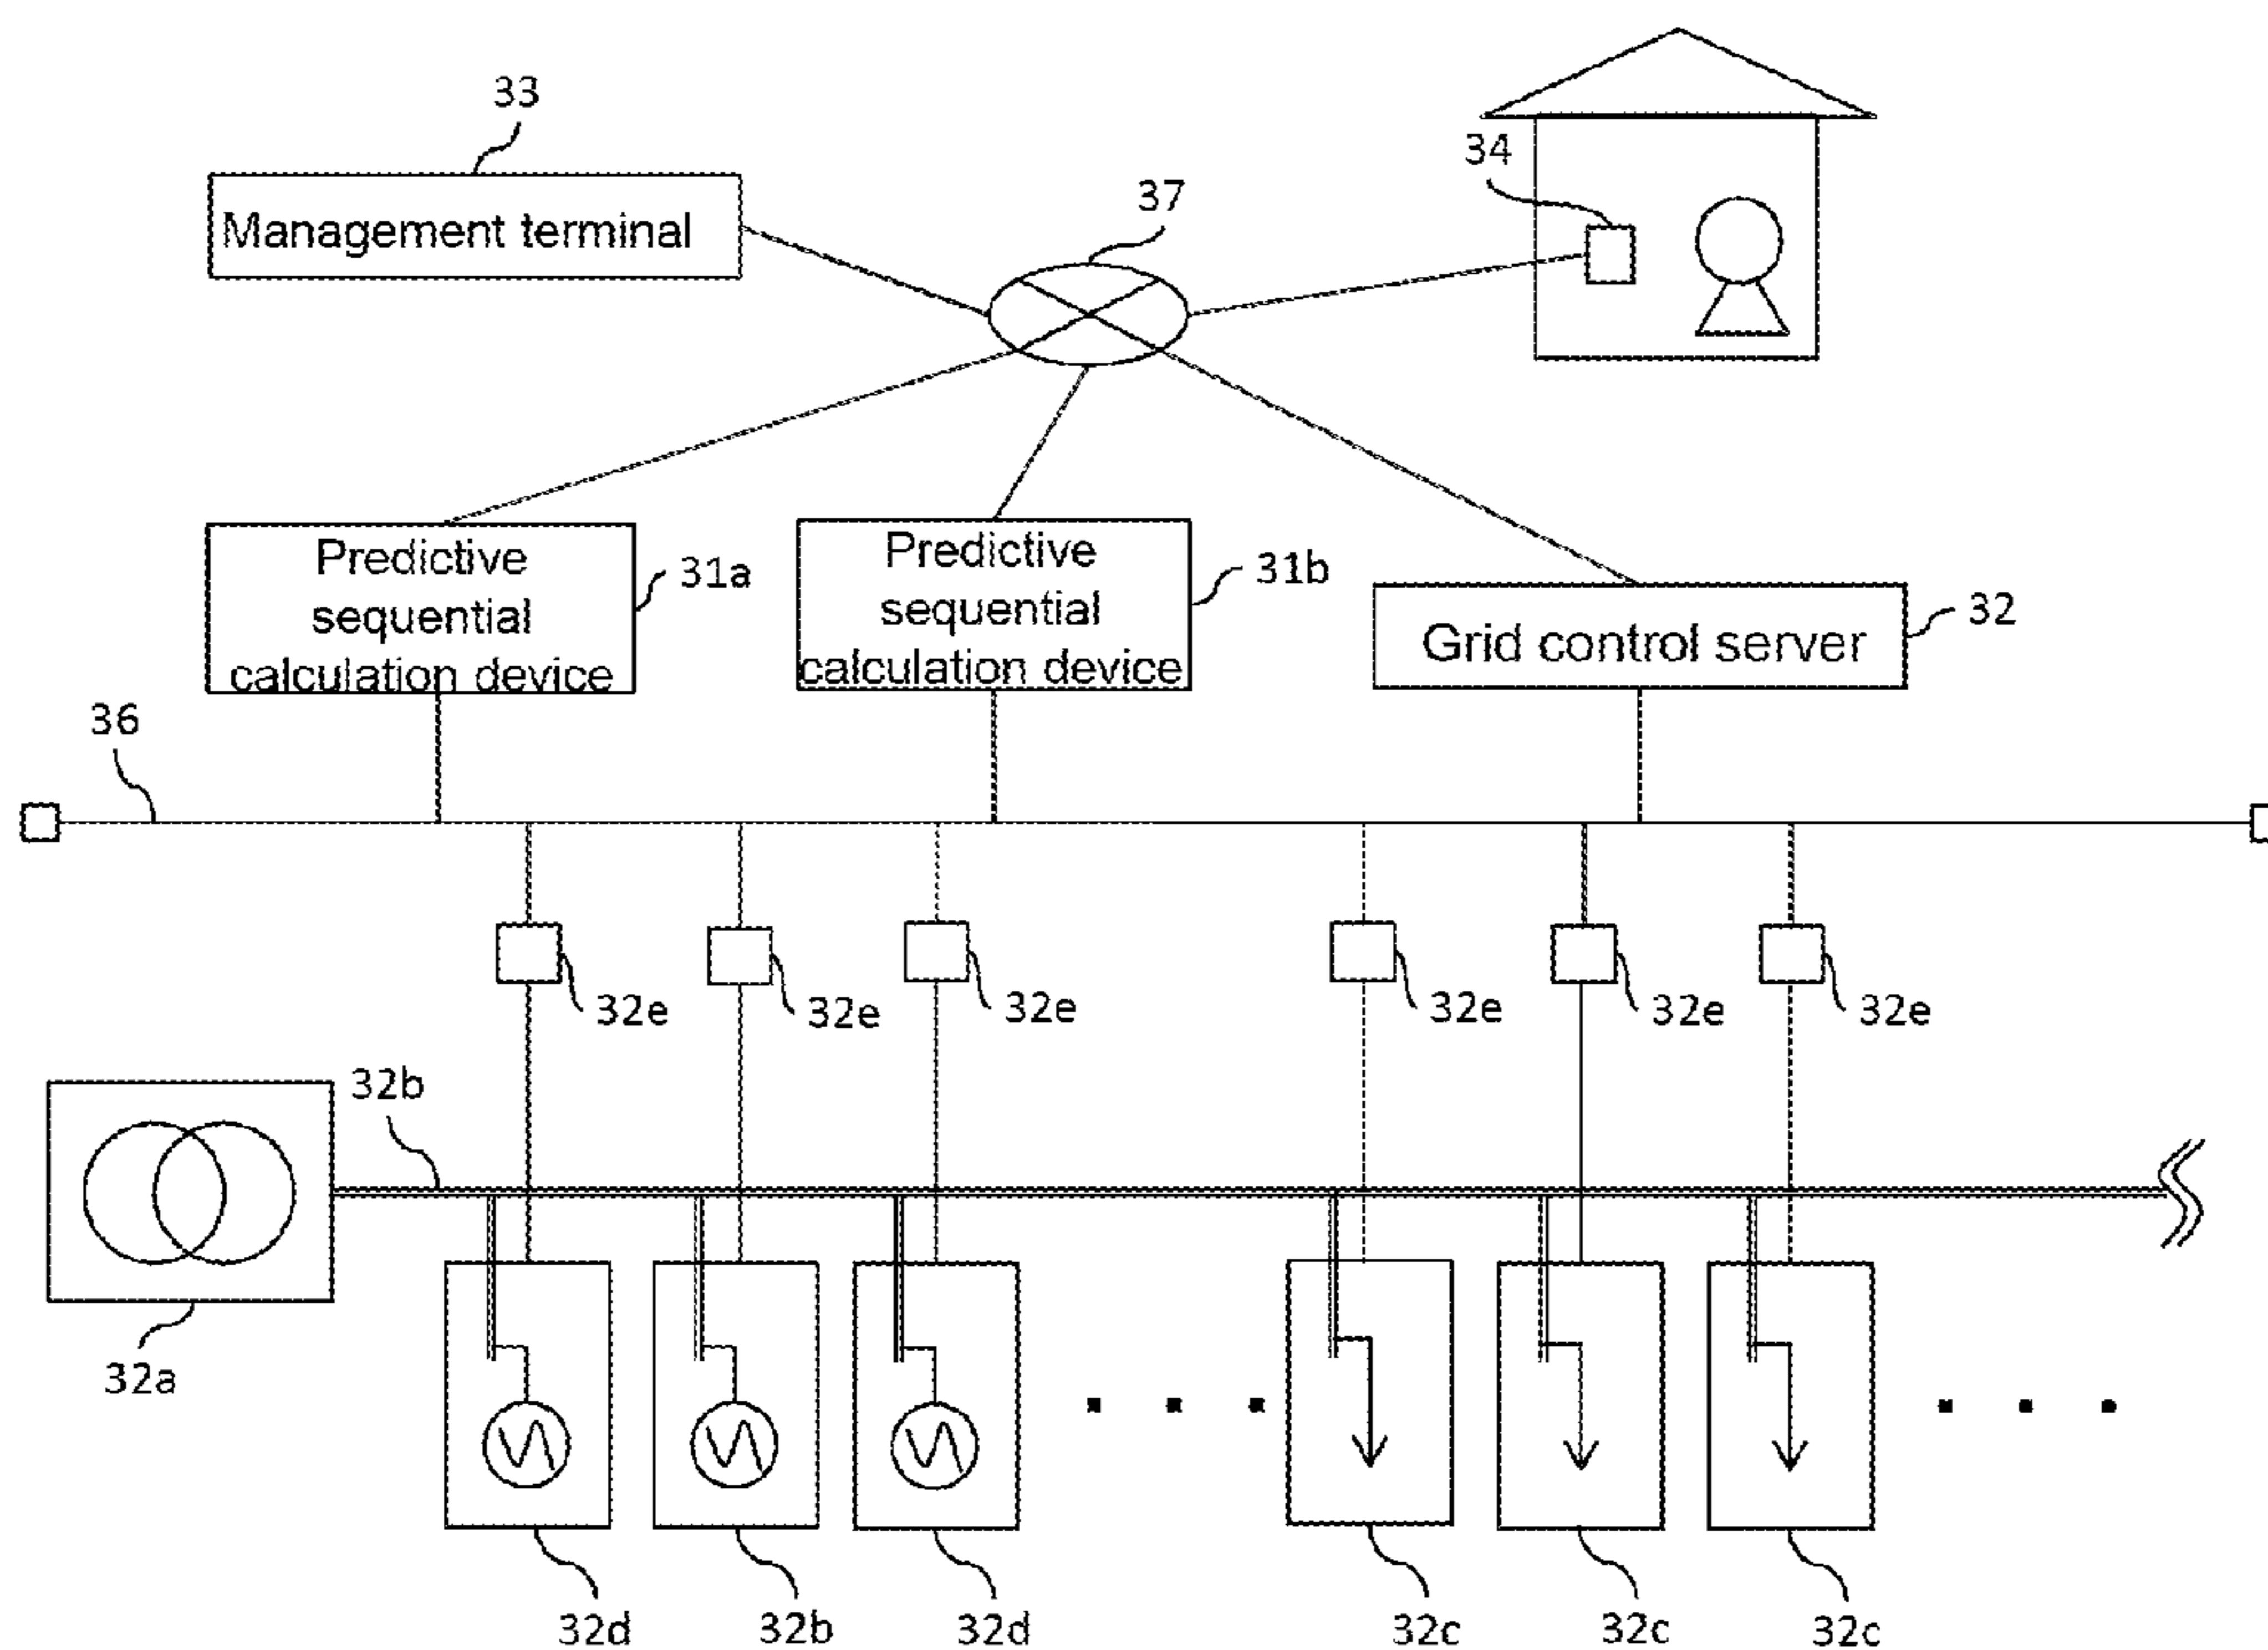 33
34
37
Management terminal
Predictive
sequential
calculation device
31a
Predictive
sequential
calculation device
31b
Grid control server
32
36
32e
32e
32e
32e
32e
32e
32b
32a
32d
32b
32d
32c
32c
32c